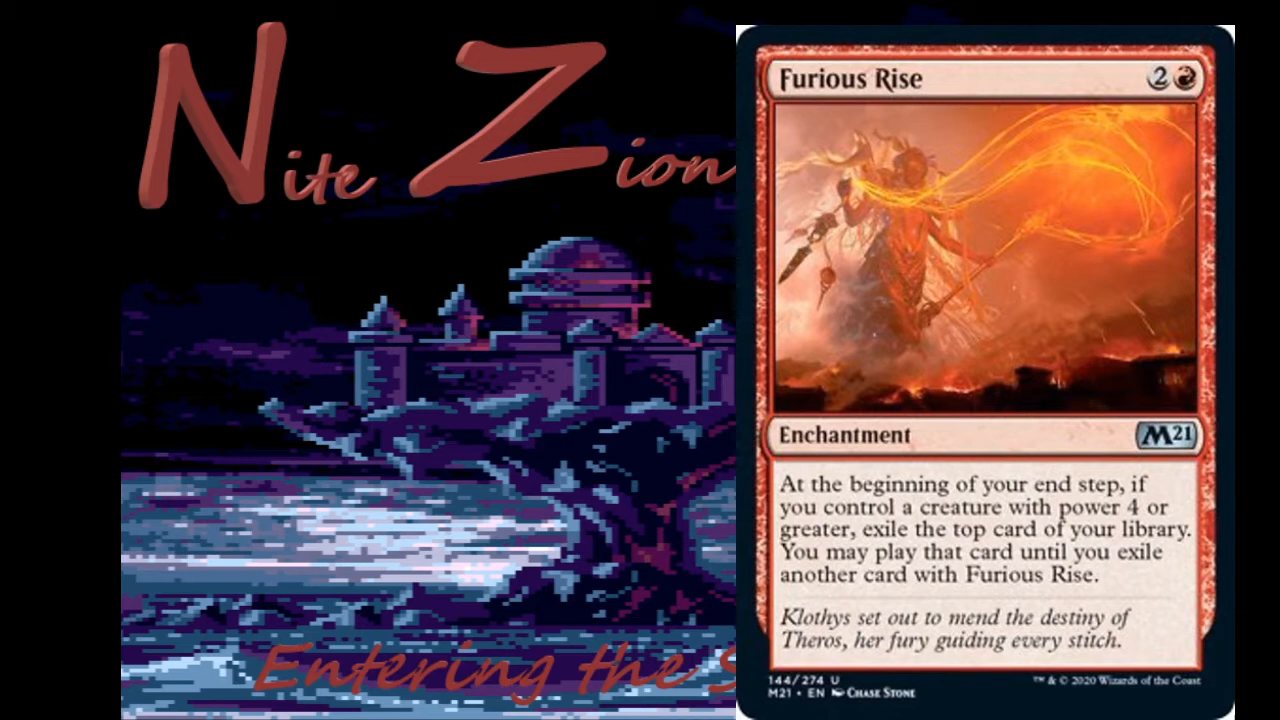 Nite Zion
Entering the S
Furious Rise 2
Enchantment M21
At the beginning of your end step, if
you control a creature with power 4 or
greater, exile the top card of your library.
You may play that card until you exile
another card with Furious Rise.
Klothys set out to mend the destiny of
Theros, her fury guiding every stitch.
144/274 U
M21 • EN CHASE STONE
™ & © 2020 Wizards of the Coast